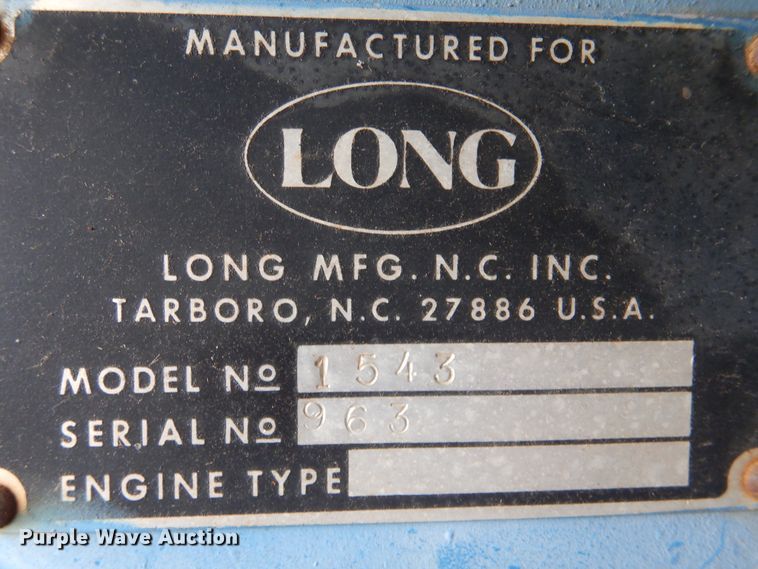 MANUFACTURED FOR
LONG
LONG MFG. N.C. INC.
TARBORO, N.C. 27886 U.S.A.
MODEL Nº 1543
SERIAL Nº 963
ENGINE TYPE
Purple Wave Auction